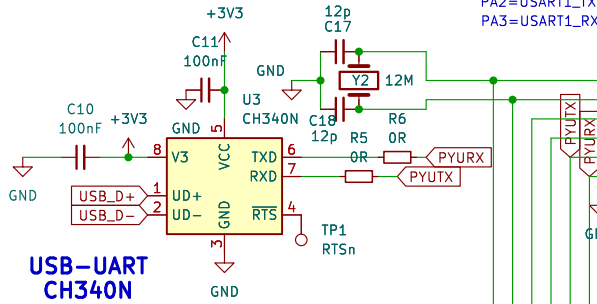 PA2=USART1_TX
PA3=USART1_RX
+3V3
12p
C17
C11
100nF
GND
Y2
12M
U3
CH340N
C18
12p
R6
0R
C10
100nF
+3V3
GND
5
R5
0R
PYUTX
PYURX
8
V3
VCC
TXD
6
PYURX
RXD
7
PYUTX
GND
USB_D+
1
UD+
USB_D-
2
UD-
GND
RTS
4
3
TP1
RTSn
USB-UART
CH340N
GND